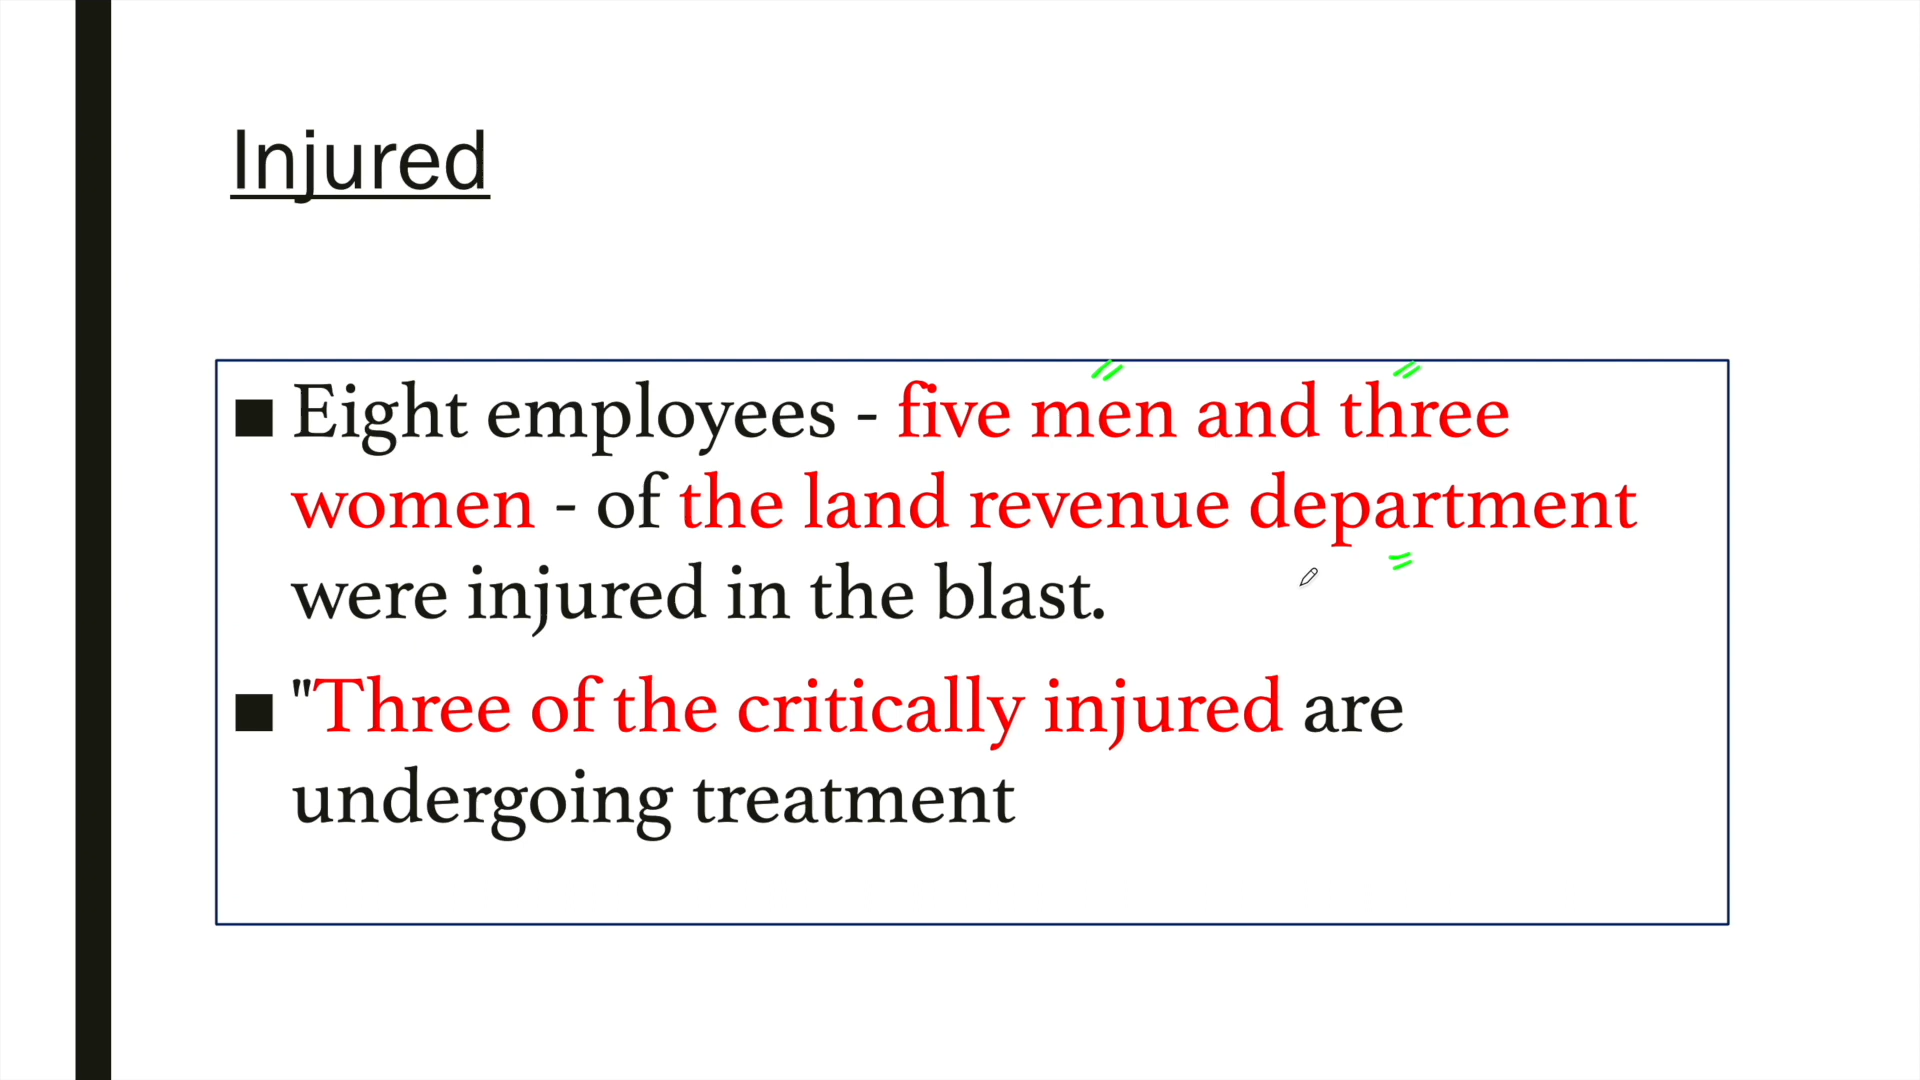 Injured
■ Eight employees - five men and three
women - of the land revenue department
were injured in the blast.
■ "Three of the critically injured are
undergoing treatment